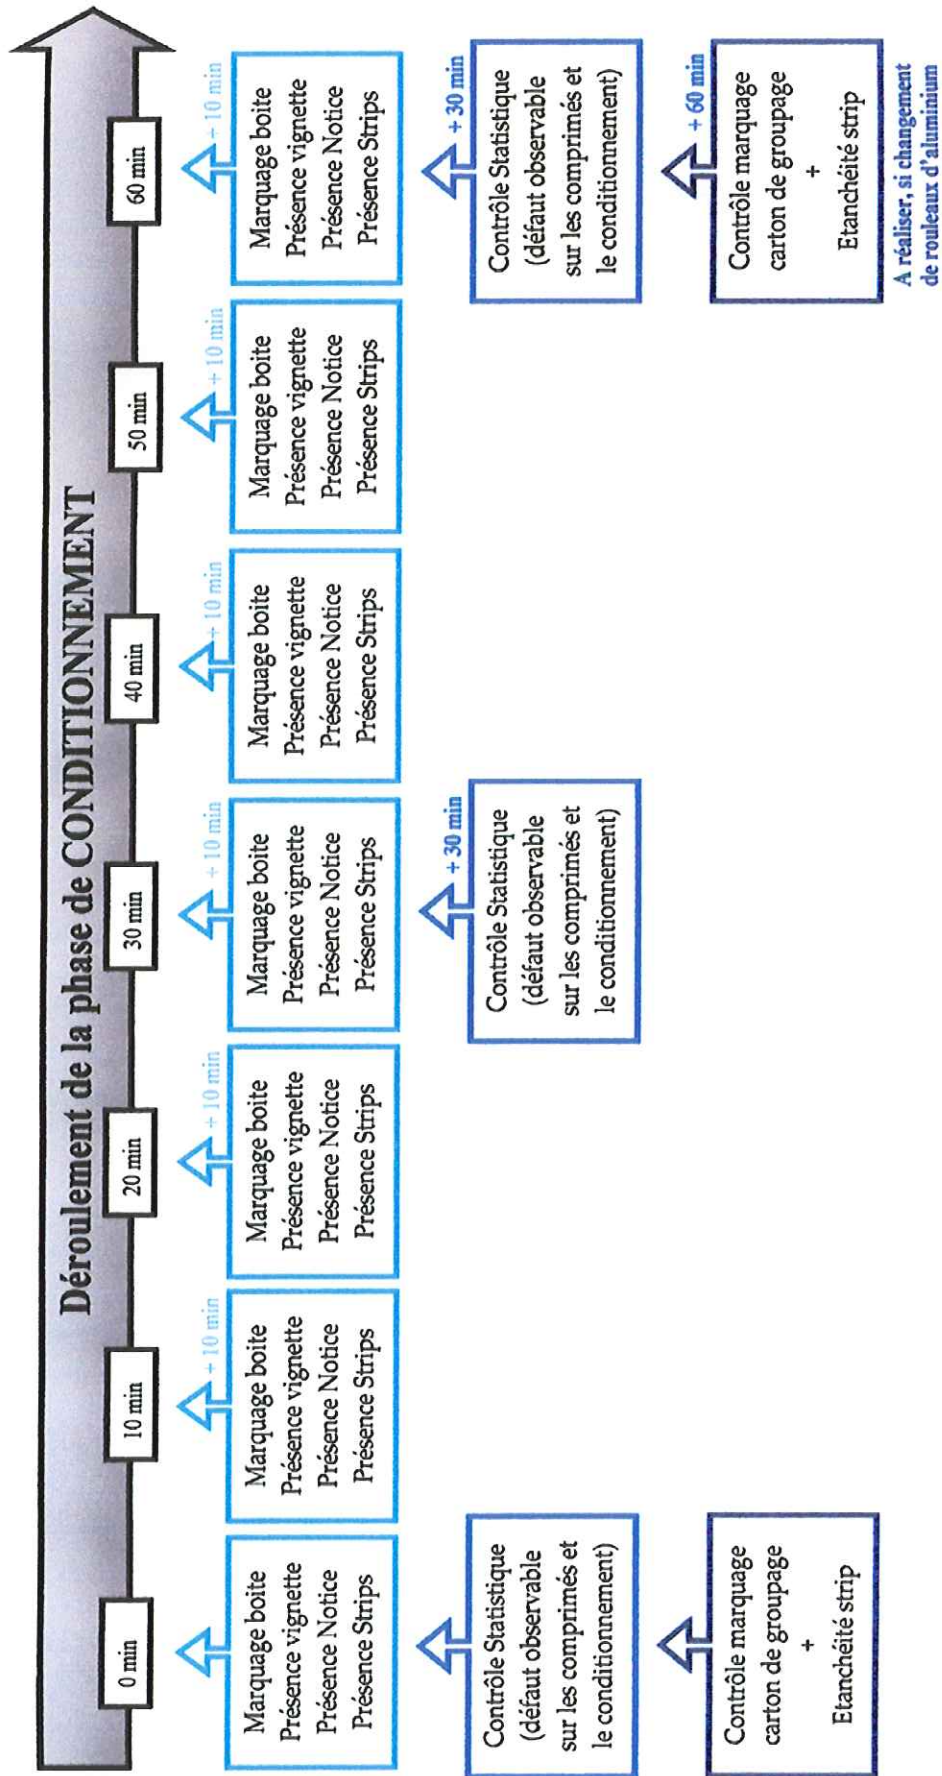 Déroulement de la phase de CONDITIONNEMENT
0 min
10 min
20 min
30 min
40 min
50 min
60 min
Marquage boite
Présence vignette
Présence Notice
Présence Strips
+ 10 min
Marquage boite
Présence vignette
Présence Notice
Présence Strips
+ 10 min
Marquage boite
Présence vignette
Présence Notice
Présence Strips
+ 10 min
Marquage boite
Présence vignette
Présence Notice
Présence Strips
+ 10 min
Marquage boite
Présence vignette
Présence Notice
Présence Strips
+ 10 min
Marquage boite
Présence vignette
Présence Notice
Présence Strips
+ 10 min
Marquage boite
Présence vignette
Présence Notice
Présence Strips
Contrôle Statistique
(défaut observable
sur les comprimés et
le conditionnement)
+ 30 min
Contrôle Statistique
(défaut observable
sur les comprimés et
le conditionnement)
+ 30 min
Contrôle Statistique
(défaut observable
sur les comprimés et
le conditionnement)
Contrôle marquage
carton de groupage
+
Etanchéité strip
+ 60 min
Contrôle marquage
carton de groupage
+
Etanchéité strip
A réaliser, si changement
de rouleaux d'aluminium